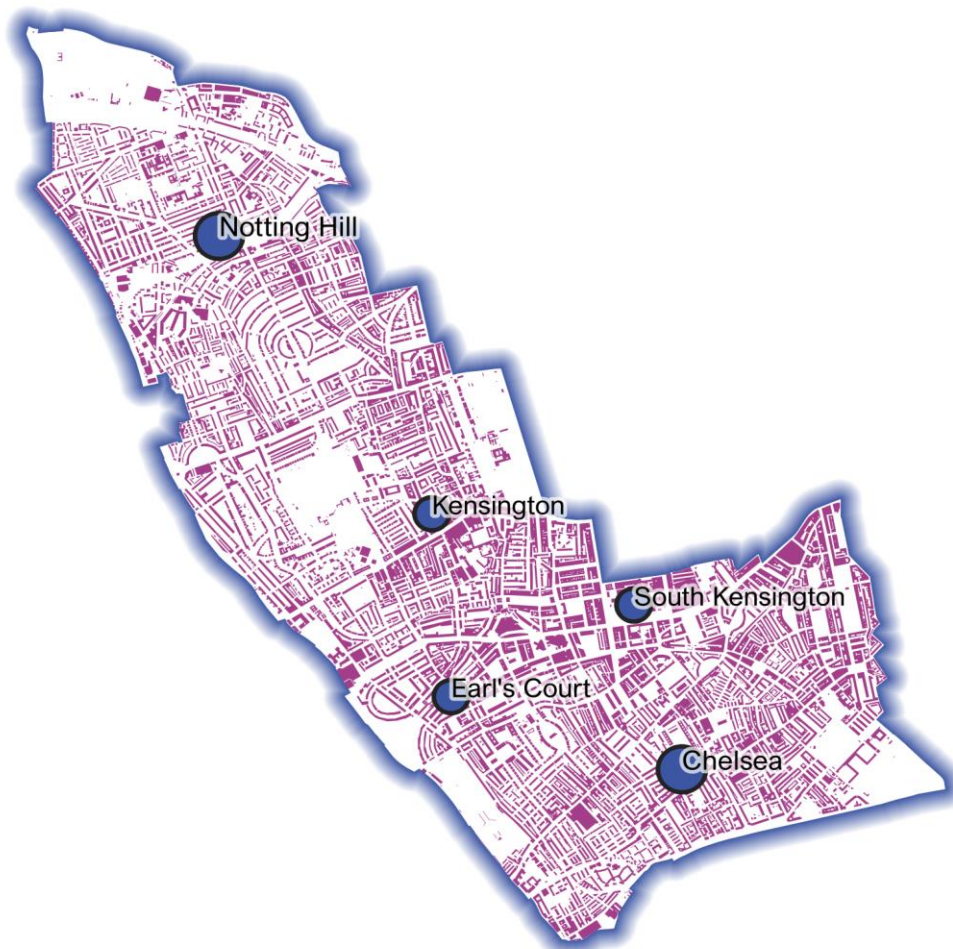 Notting Hill
Kensington
South Kensington
Earl's Court
Chelsea